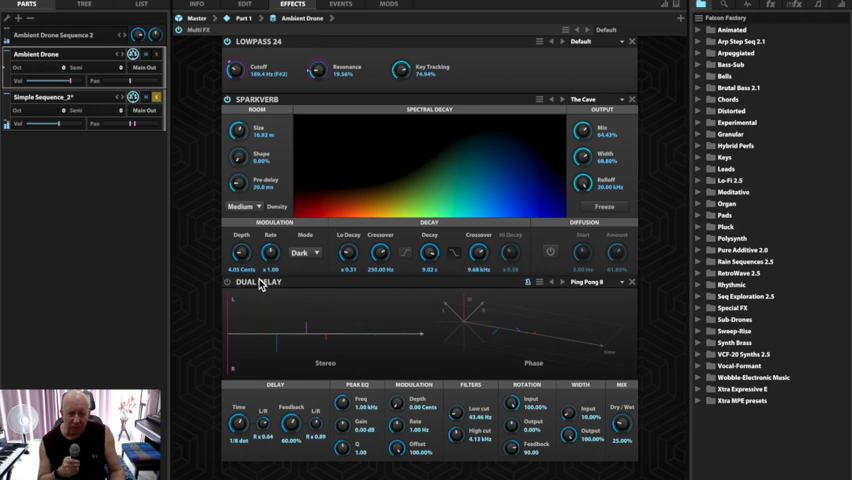 PARTS TREE LIST INFO EDIT EFFECTS EVENTS MODS
Master Part 1 Ambient Drone
Multi FX Default
Ambient Drone Sequence 2
Ambient Drone M S
Oct 0 Semi 0 Main Out
Vol Pan
Simple Sequence_2* M S
Oct 0 Semi 0 Main Out
Vol Pan
LOWPASS 24 Default
Cutoff
189.4 Hz (F#2)
Resonance
19.56%
Key Tracking
74.94%
SPARKVERB The Cave
ROOM SPECTRAL DECAY OUTPUT
Size
16.92 m
Shape
0.00%
Pre-delay
20.0 ms
Medium Density
Mix
64.43%
Width
68.80%
Rolloff
20.00 kHz
Freeze
MODULATION DECAY DIFFUSION
Depth Rate Mode Lo Decay Crossover Decay Crossover Hi Decay Start Amount
Dark
4.05 Cents x 1.00 x 0.31 250.00 Hz 9.02 s 9.68 kHz 61.80%
DUAL DELAY Ping Pong 8
L
R
Stereo
L M R
time
Phase
DELAY PEAK EQ MODULATION FILTERS ROTATION WIDTH MIX
Time L/R Feedback L/R
1/8 dot R x 0.64 60.00% R x 0.89
Freq
1.00 kHz
Gain
0.00 dB
Q
1.00
Depth
0.00 Cents
Rate
1.00 Hz
Offset
100.00%
Low cut
43.46 Hz
High cut
4.13 kHz
Input
100.00%
Output
0.00%
Feedback
90.00
Input
10.00%
Output
100.00%
Dry/Wet
25.00%
Falcon Factory
Animated
Arp Step Seq 2.1
Arpeggiated
Bass-Sub
Bells
Brutal Bass 2.1
Chords
Distorted
Experimental
Granular
Hybrid Perfs
Keys
Leads
Lo-Fi 2.5
Meditative
Organ
Pads
Pluck
Polysynth
Pure Additive 2.0
Rain Sequences 2.5
RetroWave 2.5
Rhythmic
Seq Exploration 2.5
Special FX
Sub-Drones
Sweep-Rise
Synth Brass
VCF-20 Synths 2.5
Vocal-Formant
Wobble-Electronic Music
Xtra Expressive E
Xtra MPE presets